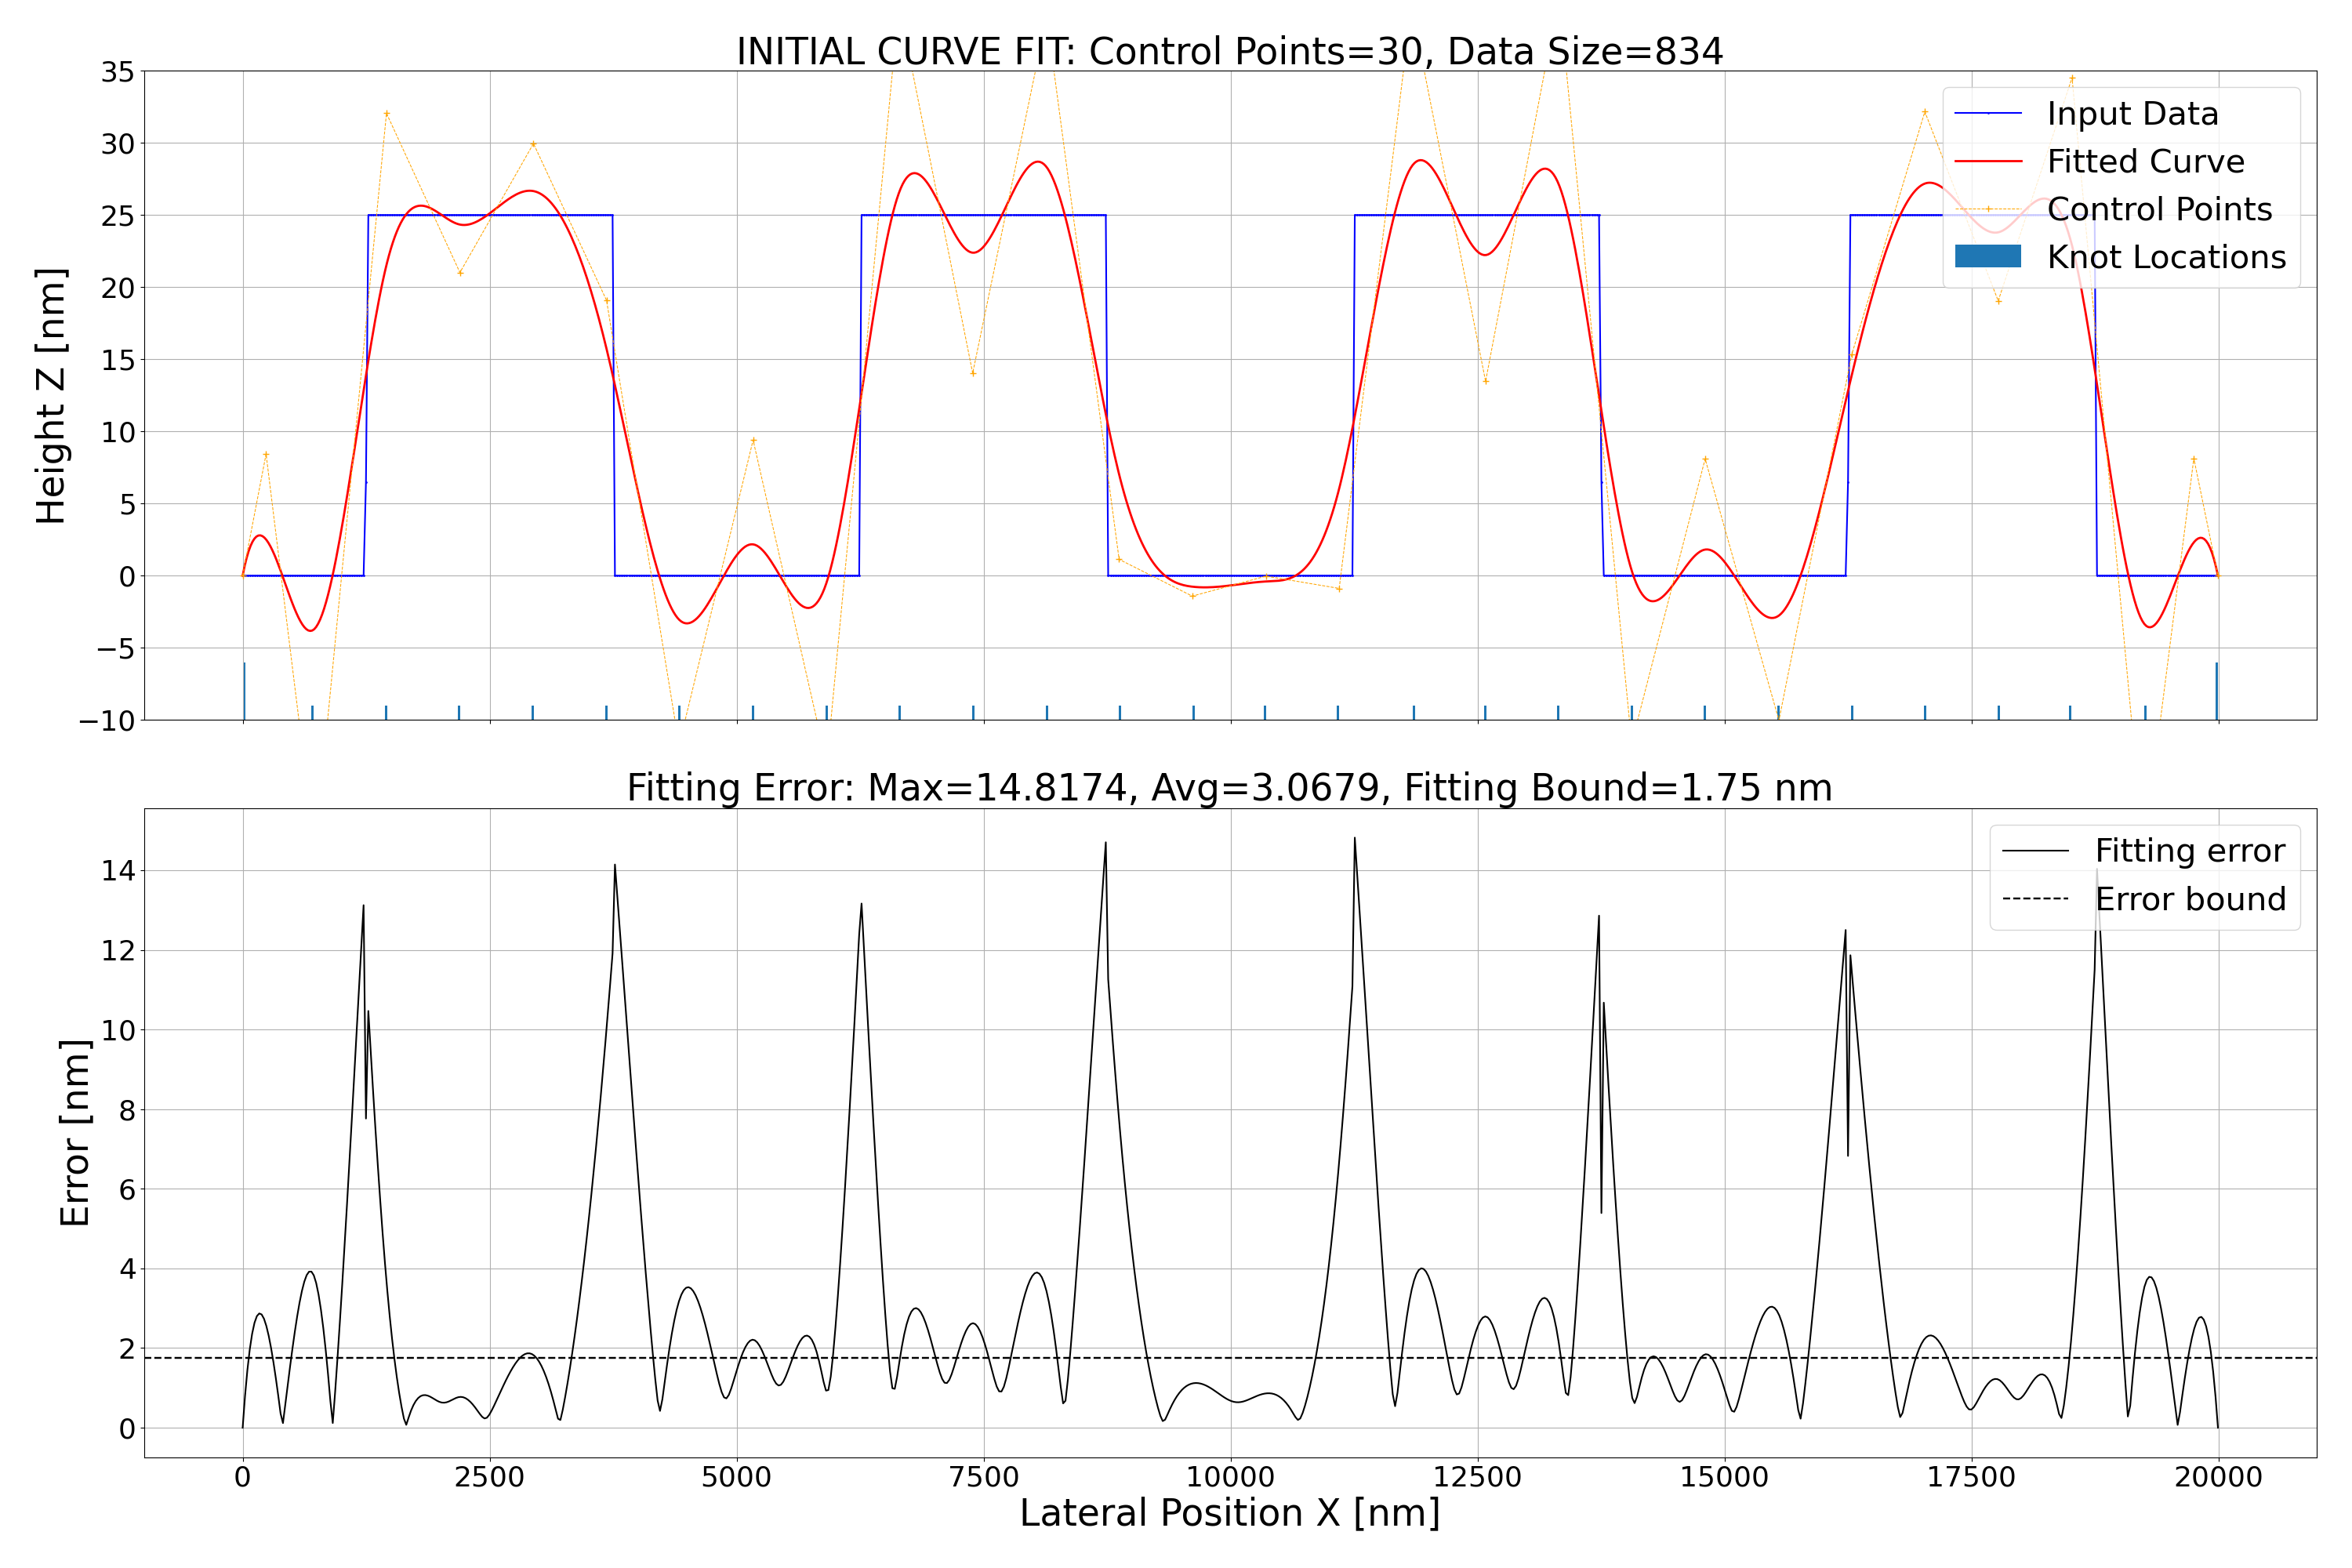 INITIAL CURVE FIT: Control Points=30, Data Size=834
35
30
25
20
15
10
5
0
−5
−10
Height Z [nm]
Input Data
Fitted Curve
Control Points
Knot Locations
Fitting Error: Max=14.8174, Avg=3.0679, Fitting Bound=1.75 nm
14
12
10
8
6
4
2
0
Error [nm]
Fitting error
Error bound
0 2500 5000 7500 10000 12500 15000 17500 20000
Lateral Position X [nm]